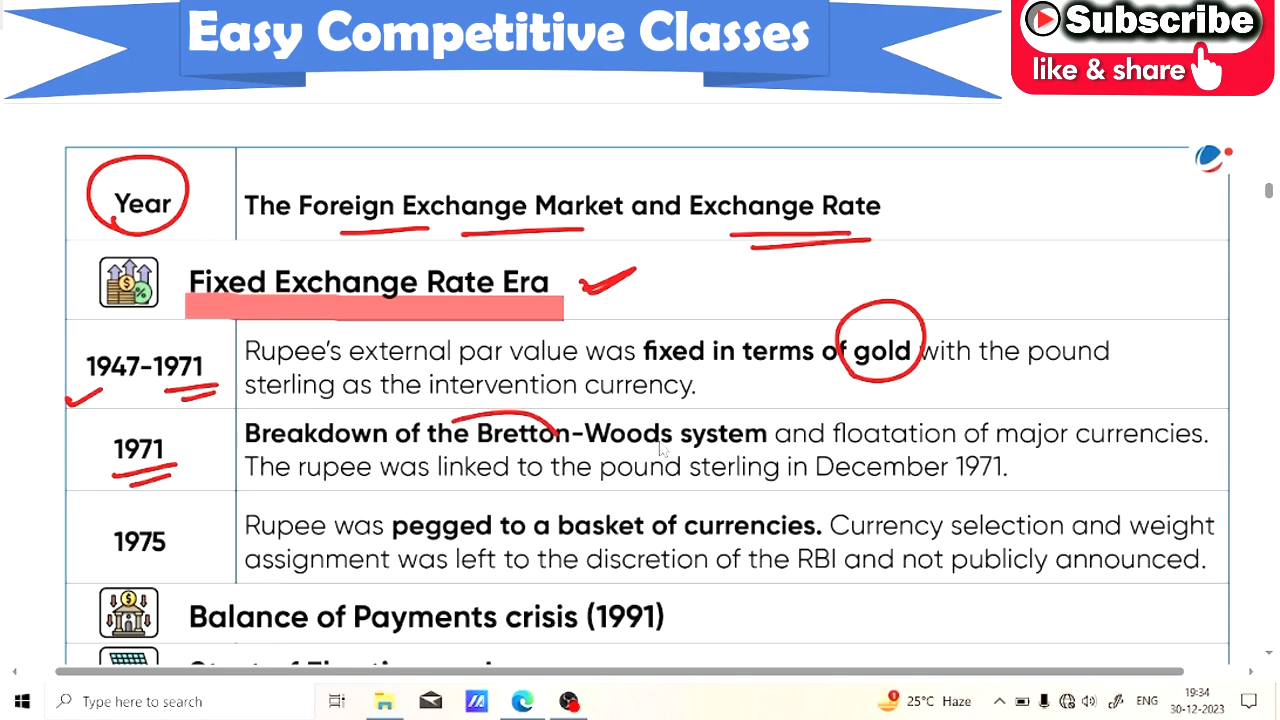 Easy Competitive Classes
Subscribe
like & share
Year
The Foreign Exchange Market and Exchange Rate
Fixed Exchange Rate Era
1947-1971
Rupee's external par value was fixed in terms of gold with the pound
sterling as the intervention currency.
1971
Breakdown of the Bretton-Woods system and floatation of major currencies.
The rupee was linked to the pound sterling in December 1971.
1975
Rupee was pegged to a basket of currencies. Currency selection and weight
assignment was left to the discretion of the RBI and not publicly announced.
Balance of Payments crisis (1991)
Type here to search
1
25°C Haze
ENG
19:34
30-12-2023